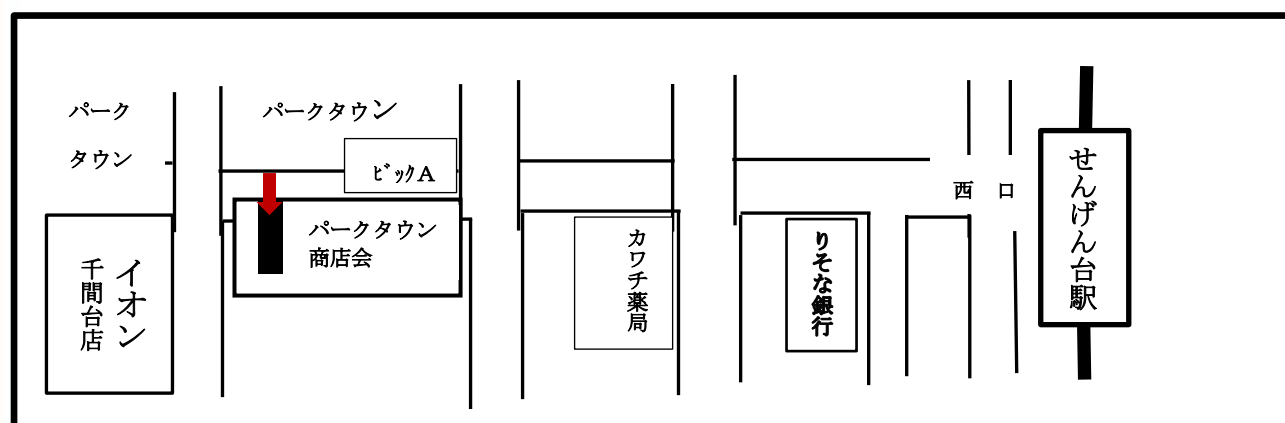 パーク
タウン
パークタウン
ﾋﾞｯｸA
パークタウン
商店会
イオン
千間台店
カワチ薬局
りそな銀行
西 口
せんげん台駅